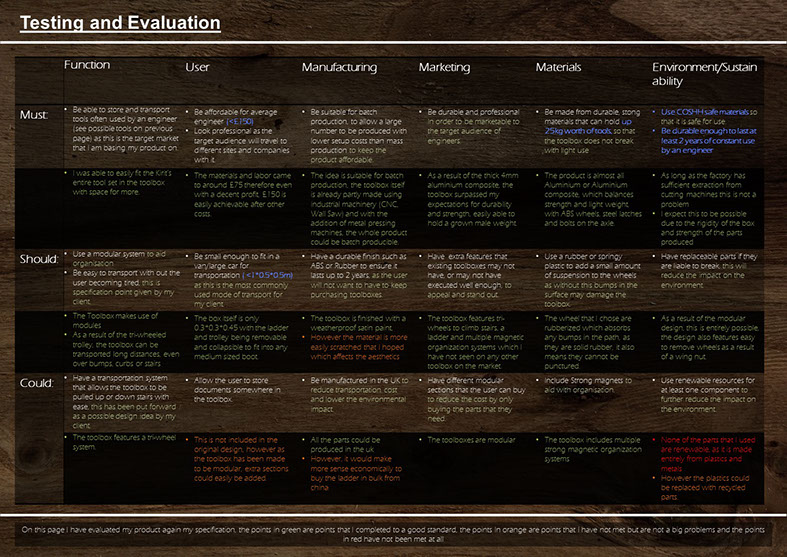 Testing and Evaluation
Function
User
Manufacturing
Marketing
Materials
Environment/Sustain
ability
Must:
• Be able to store and transport
tools often used by an engineer
(see possible tools on previous
page) as this is the target market
that I am basing my product on.
• Be affordable for average
engineer (<£150)
• Look professional as the
target audience will travel to
different sites and companies
with it.
• Be suitable for batch
production, to allow a large
number to be produced with
lower setup costs than mass
production to keep the
product affordable.
• Be durable and professional
in order to be marketable to
the target audience of
engineers.
• Be made from durable, strong
materials that can hold up
25kg worth of tools, so that
the toolbox does not break
with light use
• Use COSHH safe materials so
that it is safe for use
• Be durable enough to last at
least 2 years of constant use
by an engineer
• I was able to easily fit the Kirit's
entire tool set in the toolbox
with space for more.
• The materials and labor came
to around £75 therefore even
with a decent profit, £150 is
easily achievable after other
costs.
• The idea is suitable for batch
production, the toolbox itself
is already partly made using
industrial machinery (CNC,
Wall Saw) and with the
addition of metal pressing
machines, the whole product
could be batch producible.
• As a result of the thick 4mm
aluminium composite, the
toolbox surpassed my
expectations for durability
and strength, easily able to
hold a grown male weight.
• The product is almost all
Aluminium or Aluminium
composite, which balances
strength and light weight
with ABS wheels, steel latches
and bolts on the axle.
• As long as the factory has
sufficient extraction from
cutting machines this is not a
problem
• I expect this to be possible
due to the rigidity of the box
and strength of the parts
produced
Should:
• Use a modular system to aid
organisation.
• Be easy to transport with out the
user becoming tired, this is
specification point given by my
client.
• Be small enough to fit in a
van/large car for
transportation (<1*0.5*0.5m)
as this is the most commonly
used mode of transport for
my client
• Have a durable finish such as
ABS or Rubber to ensure it
lasts up to 2 years, as the user
will not want to have to keep
purchasing toolboxes.
• Have extra features that
existing toolboxes may not
have, or may not have
executed well enough, to
appeal and stand out.
• Use a rubber or springy
plastic to add a small amount
of suspension to the wheels
as without this bumps in the
surface may damage the
toolbox
• Have replaceable parts if they
are liable to break, this will
reduce the impact on the
environment.
• The Toolbox makes use of
modules
• As a result of the tri-wheeled
trolley, the toolbox can be
transported long distances, even
over bumps, curbs or stairs
• The box itself is only
0.3*0.3*0.45 with the ladder
and trolley being removable
and collapsible to fit into any
medium sized boot.
• The toolbox is finished with a
weatherproof satin paint.
• However the material is more
easily scratched that I hoped
which affects the aesthetics
• The toolbox features tri-
wheels to climb stairs, a
ladder and multiple magnetic
organization systems which I
have not seen on any other
toolbox on the market.
• The wheel that I chose are
rubberized which absorbs
any bumps in the path, as
they are solid rubber, it also
means they cannot be
punctured.
• As a result of the modular
design, this is entirely possible,
the design also features easy
to remove wheels as a result
of a wing nut.
Could:
• Have a transportation system
that allows the toolbox to be
pulled up or down stairs with
ease, this has been put forward
as a possible design idea by my
client.
• Allow the user to store
documents somewhere in
the toolbox.
• Be manufactured in the UK to
reduce transportation, cost
and lower the environmental
impact.
• Have different modular
sections that the user can buy
to reduce the cost by only
buying the parts that they
need.
• Include Strong magnets to
aid with organisation.
• Use renewable resources for
at least one component to
further reduce the impact on
the environment.
• The toolbox features a tri-wheel
system.
• This is not included in the
original design, however as
the toolbox has been made
to be modular, extra sections
could easily be added.
• All the parts could be
produced in the uk
• However, it would make
more sense economically to
buy the ladder in bulk from
china
• The toolboxes are modular
• The toolbox includes multiple
strong magnetic organization
systems
• None of the parts that I used
are renewable, as it is made
entirely from plastics and
metals
• However the plastics could
be replaced with recycled
parts.
On this page I have evaluated my product again my specification, the points in green are points that I completed to a good standard, the points In orange are points that I have not met but are not a big problems and the points
in red have not been met at all